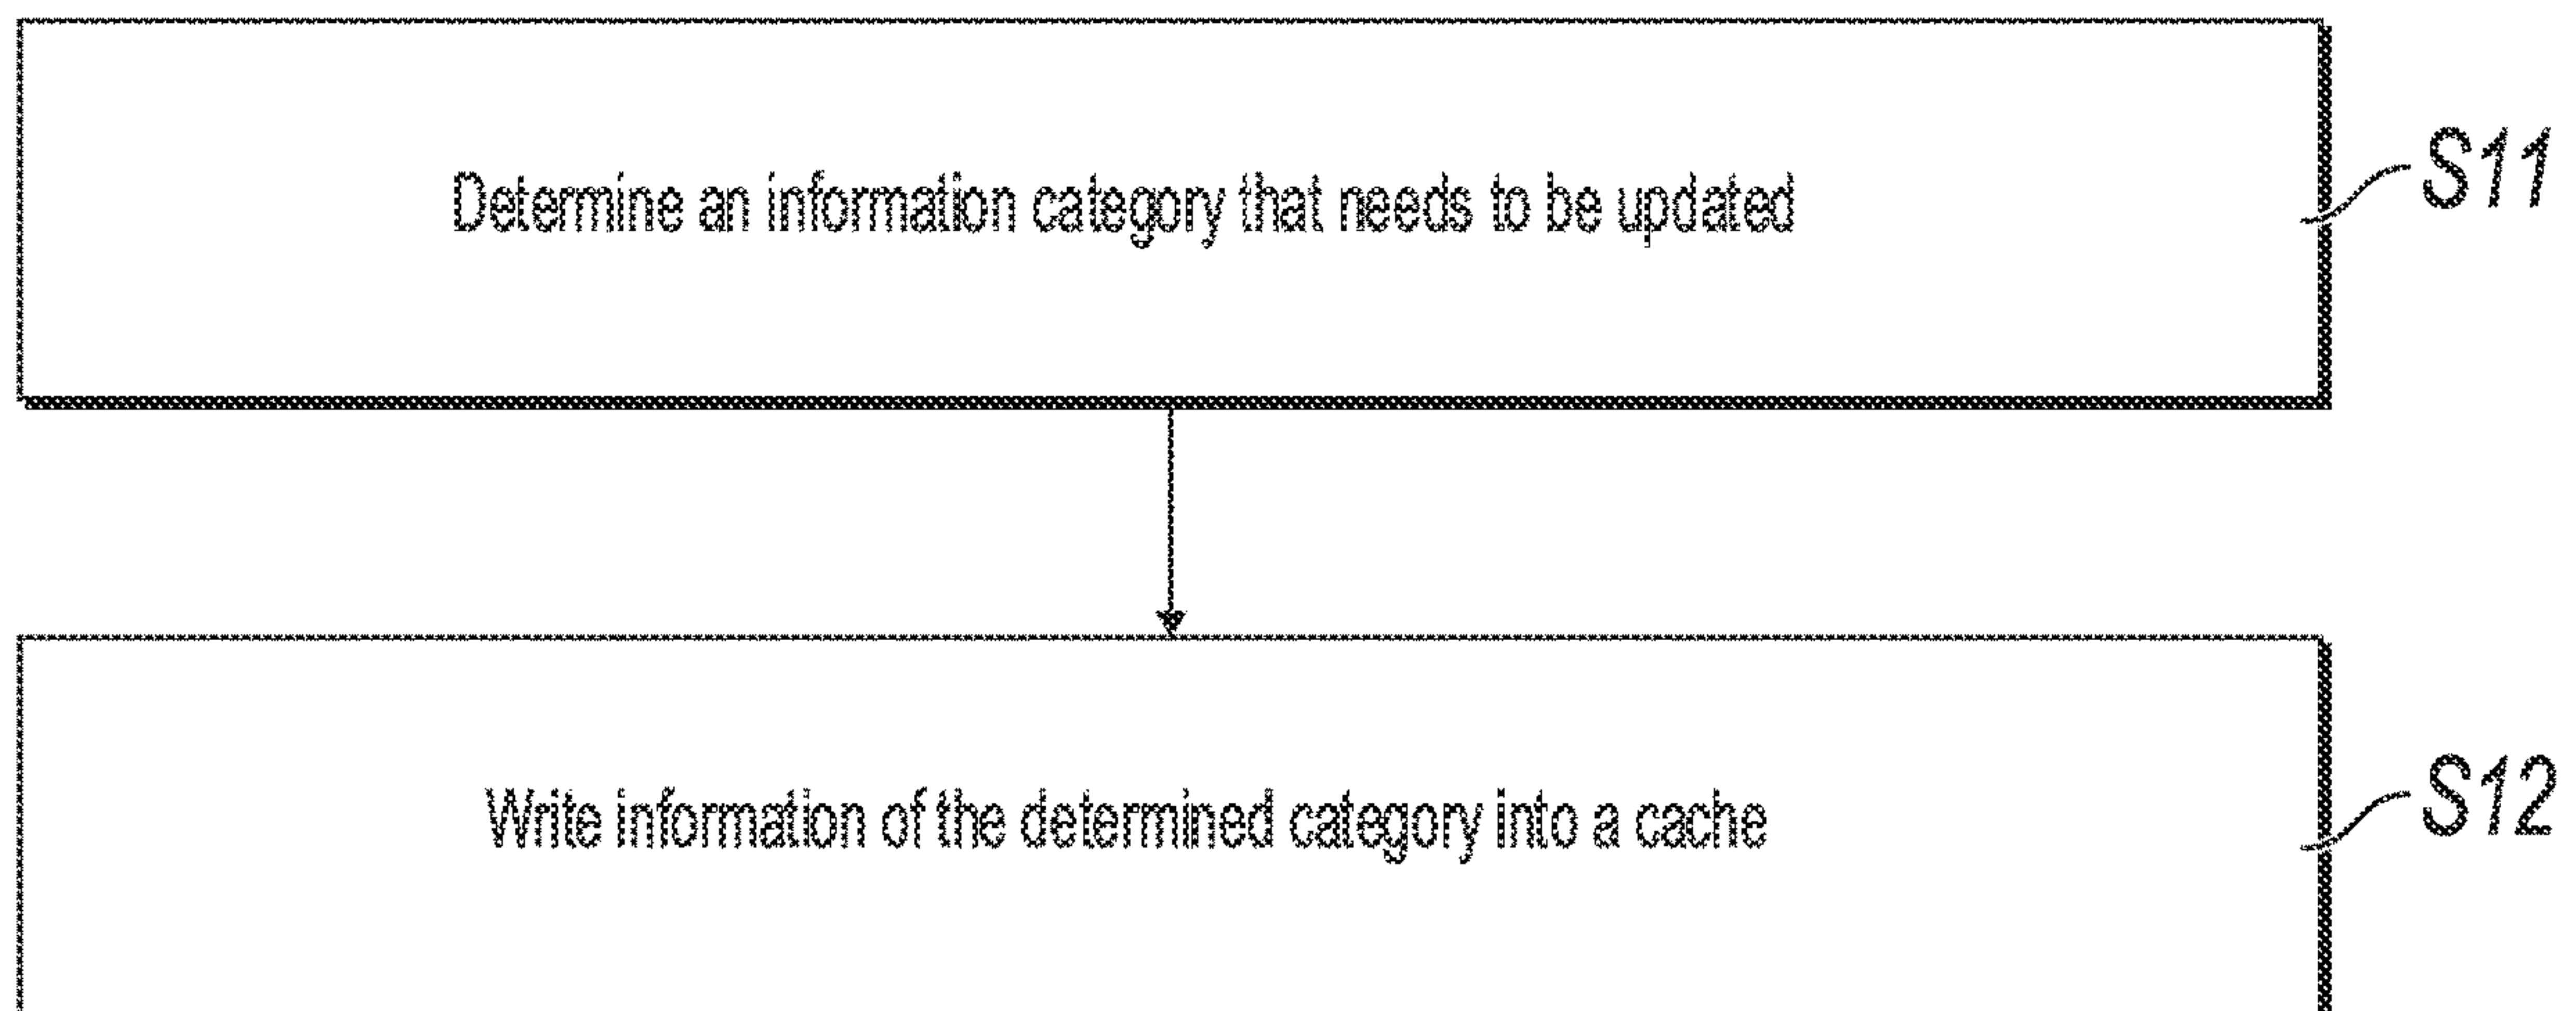 Determine an information category that needs to be updated
S11
Write information of the determined category into a cache
S12